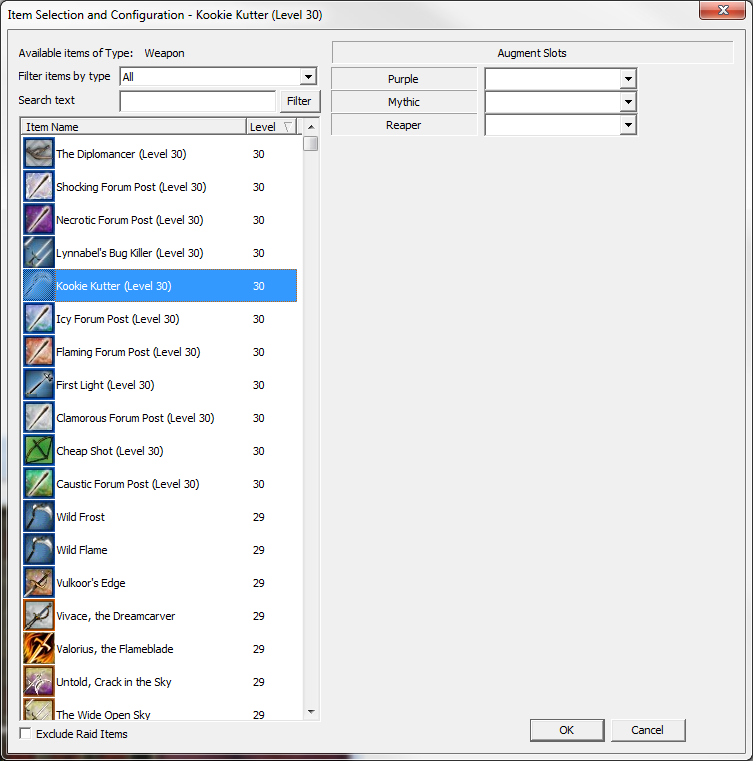 Item Selection and Configuration - Kookie Kutter (Level 30)
Available items of Type: Weapon
Filter items by type All
Search text Filter
Item Name Level
The Diplomancer (Level 30) 30
Shocking Forum Post (Level 30) 30
Necrotic Forum Post (Level 30) 30
Lynnabel's Bug Killer (Level 30) 30
Kookie Kutter (Level 30) 30
Icy Forum Post (Level 30) 30
Flaming Forum Post (Level 30) 30
First Light (Level 30) 30
Clamorous Forum Post (Level 30) 30
Cheap Shot (Level 30) 30
Caustic Forum Post (Level 30) 30
Wild Frost 29
Wild Flame 29
Vulkoor's Edge 29
Vivace, the Dreamcarver 29
Valorius, the Flameblade 29
Untold, Crack in the Sky 29
The Wide Open Sky 29
Exclude Raid Items
Augment Slots
Purple
Mythic
Reaper
OK Cancel